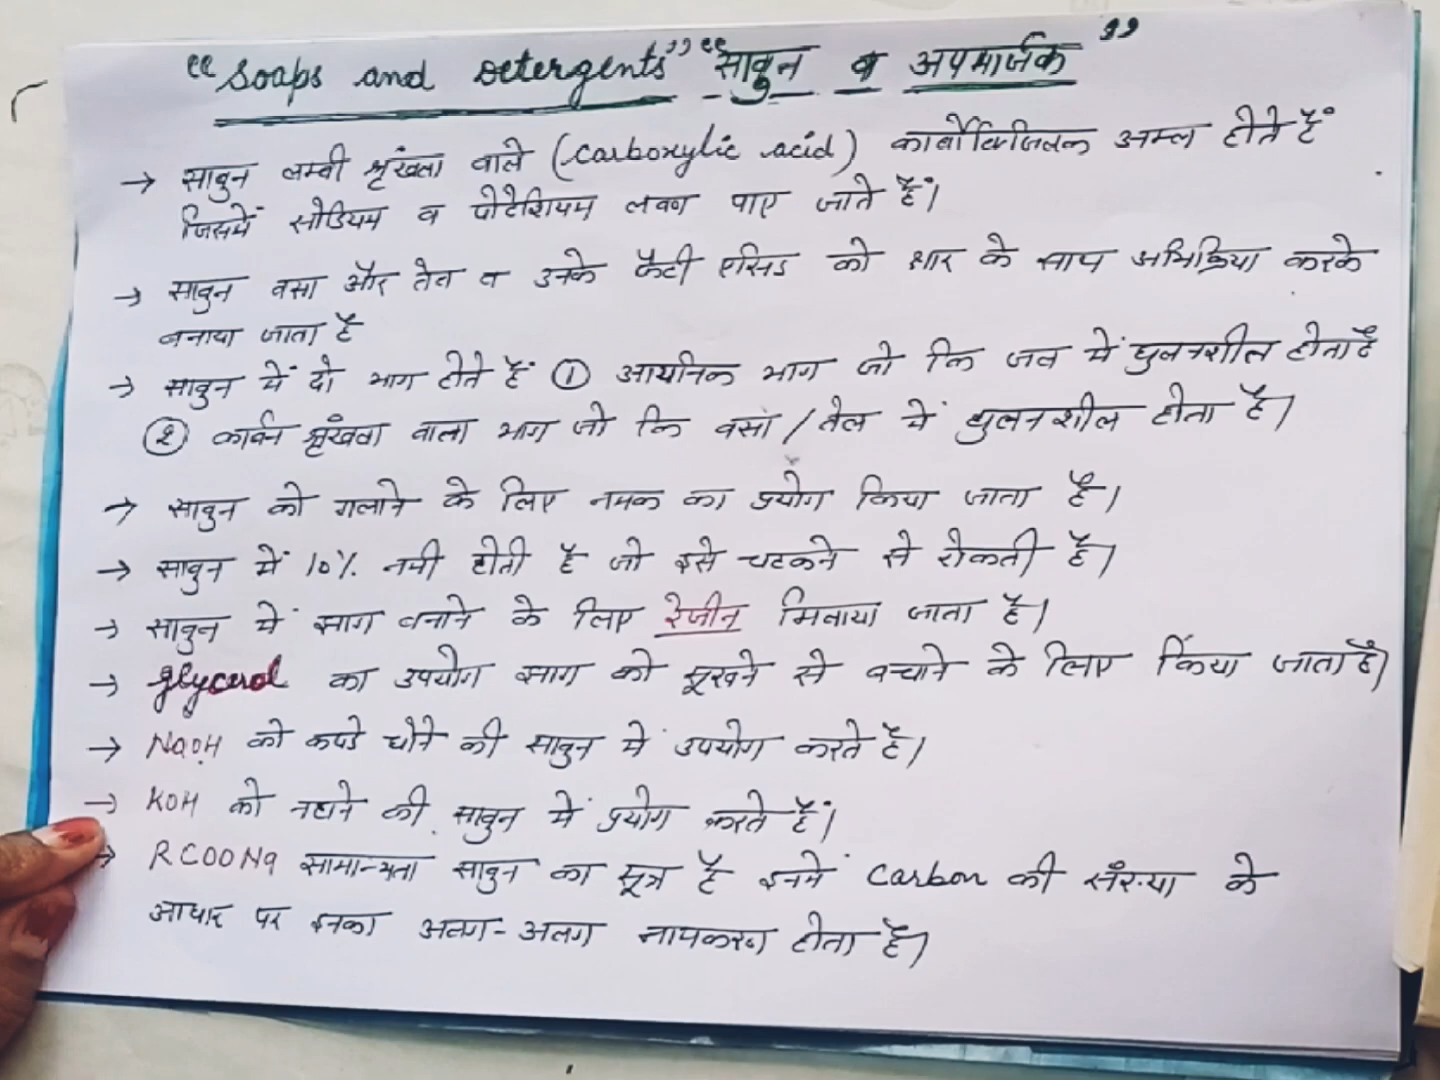 "Soaps and Detergents" "साबुन व अपमार्जक"
→ साबुन लम्बी श्रृंखला वाले (Carboxylic acid) कार्बोक्सिलिक अम्ल होते हैं
जिसमें सोडियम व पोटेशियम लवण पाए जाते हैं।
→ साबुन वसा और तेल व उनके फैटी एसिड को क्षार के साथ अभिक्रिया करके
बनाया जाता है
→ साबुन में दो भाग होते हैं ① आयनिक भाग जो कि जल में घुलनशील होता है
② कार्बन श्रृंखला वाला भाग जो कि वसा / तेल में घुलनशील होता है।
→ साबुन को गलाने के लिए नमक का प्रयोग किया जाता है।
→ साबुन में 10% नमी होती है जो इसे चटकने से रोकती है।
→ साबुन में झाग बनाने के लिए रेजीन मिलाया जाता है।
→ glycerol का उपयोग झाग को सूखने से बचाने के लिए किया जाता है।
→ NaOH को कपडे धोने की साबुन में उपयोग करते है।
→ KOH को नहाने की साबुन में प्रयोग करते हैं।
→ RCOONa सामान्यता साबुन का सूत्र है इनमें Carbon की संख्या के
आधार पर इनका अलग-अलग नामकरण होता है।